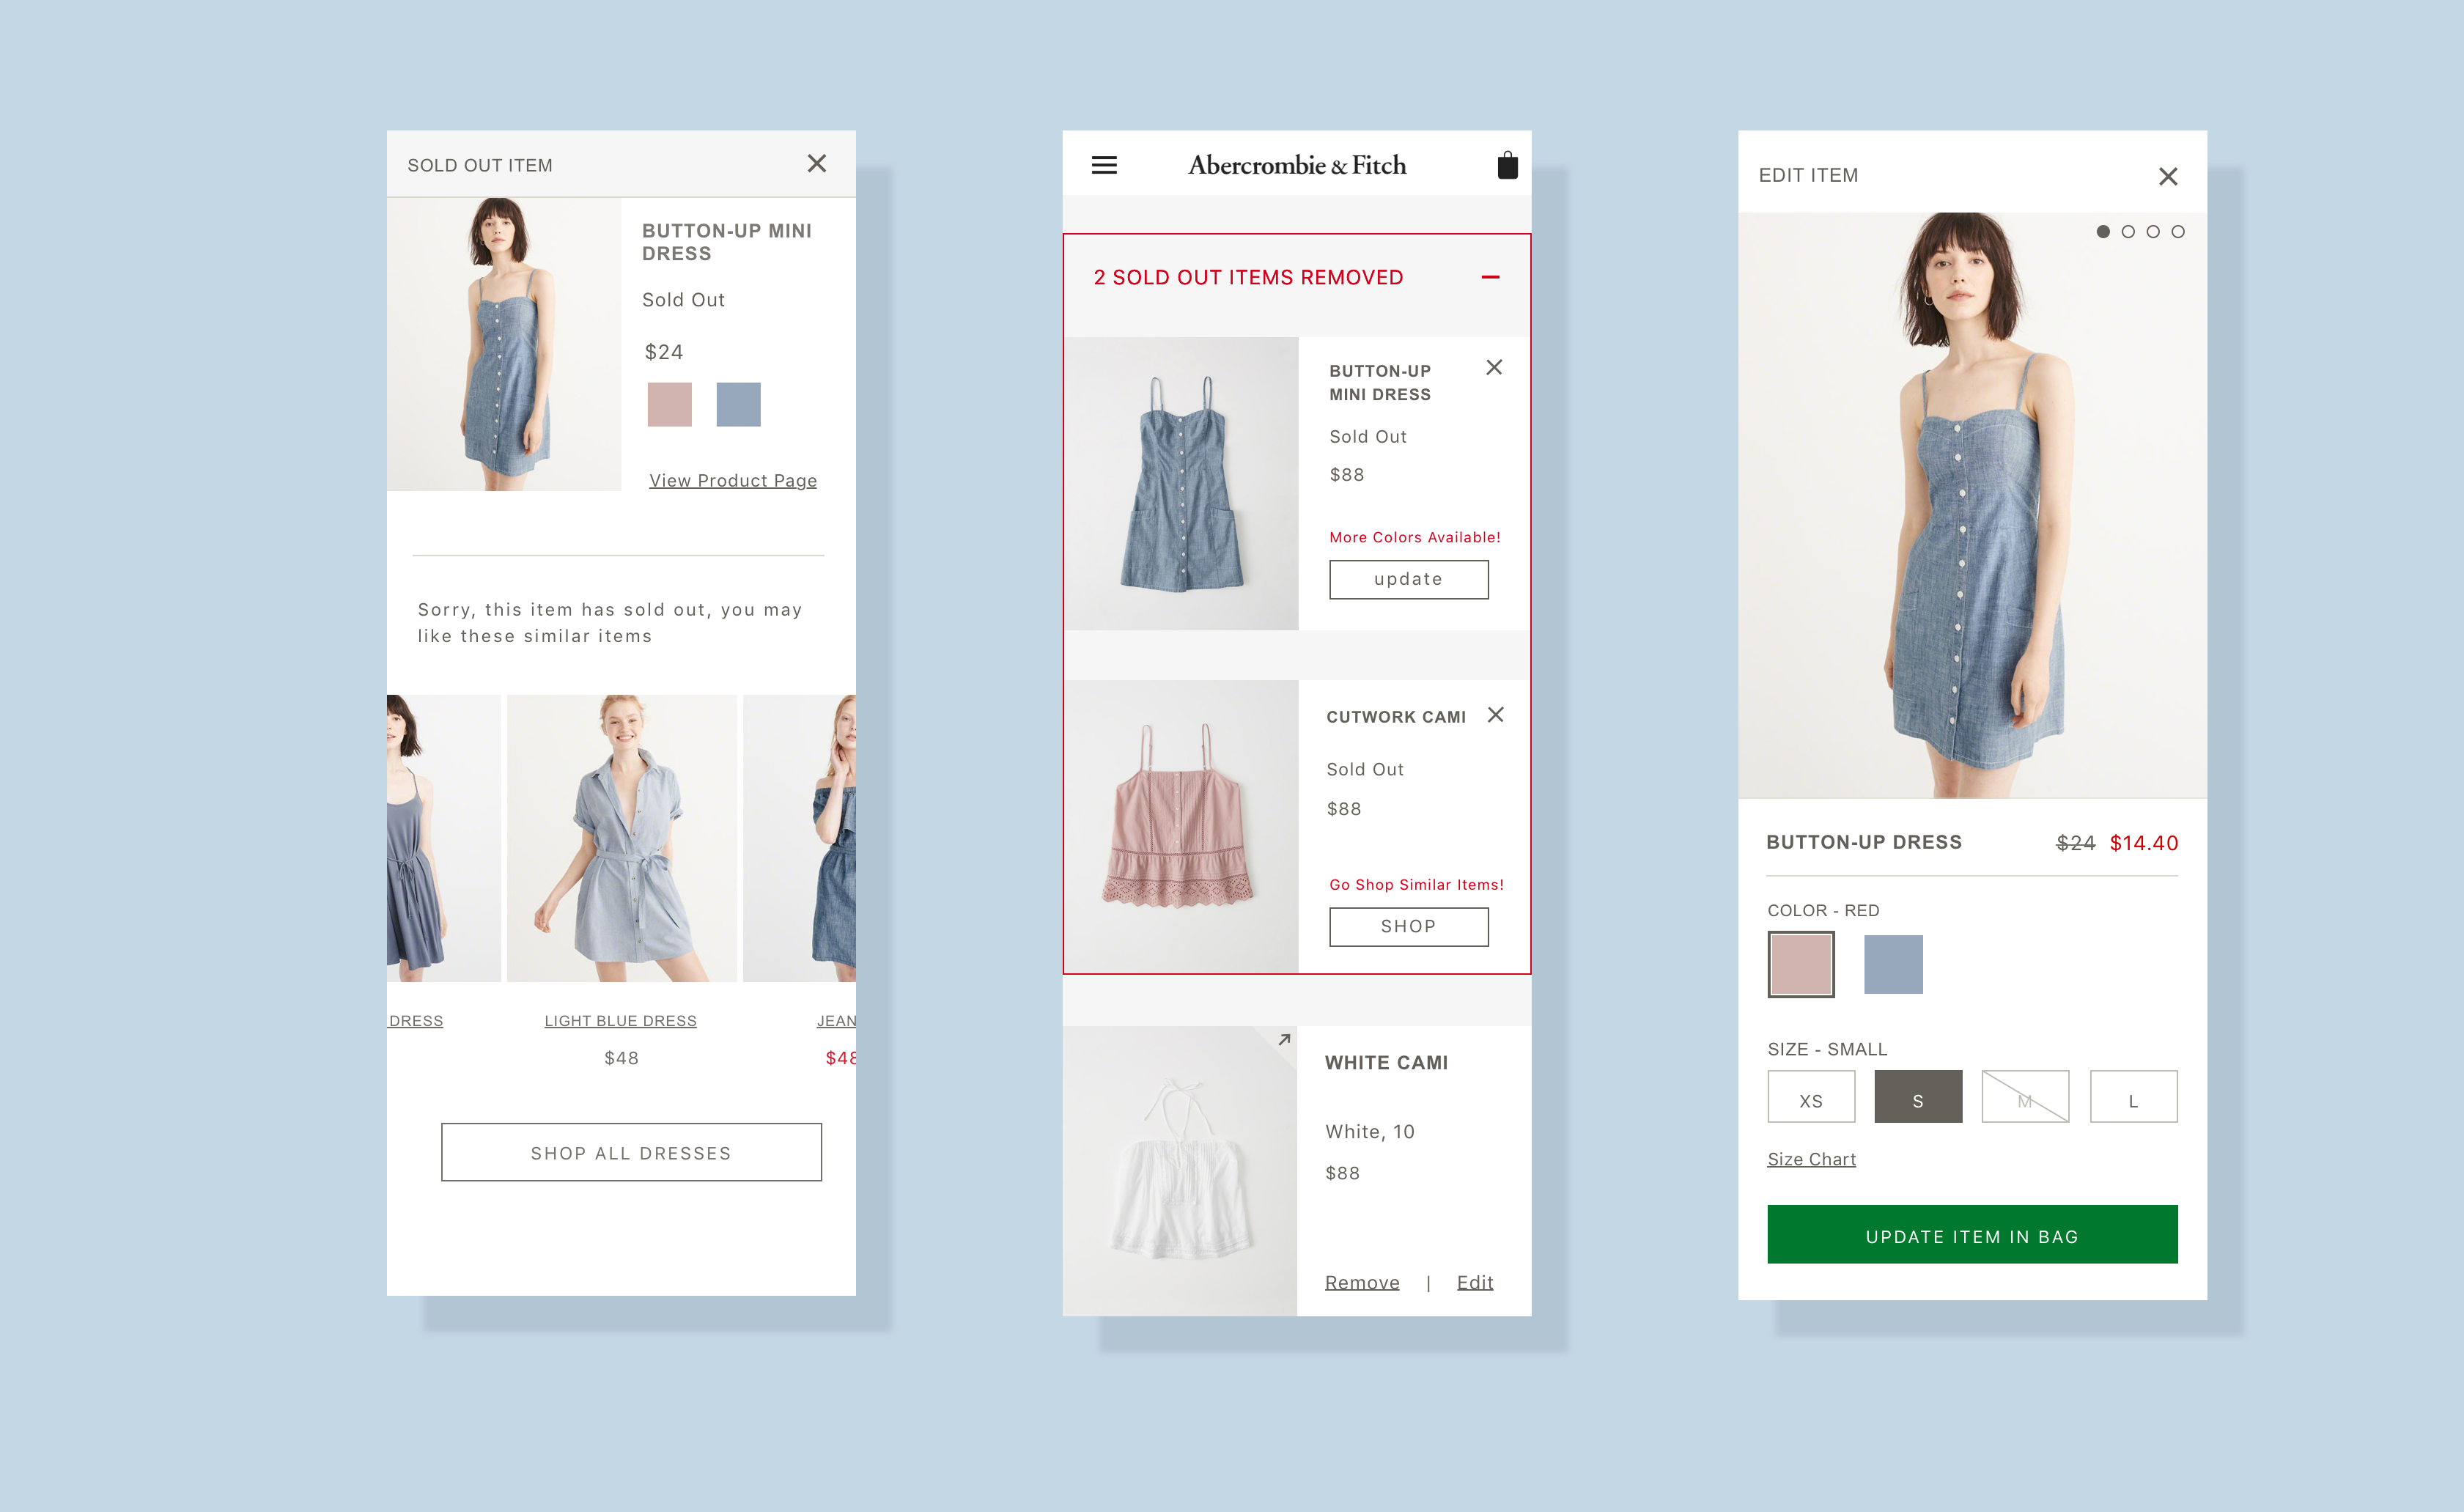 SOLD OUT ITEM
BUTTON-UP MINI
DRESS
Sold Out
$24
View Product Page
Sorry, this item has sold out, you may
like these similar items
DRESS
LIGHT BLUE DRESS
$48
JEAN
$48
SHOP ALL DRESSES
Abercrombie & Fitch
2 SOLD OUT ITEMS REMOVED
BUTTON-UP
MINI DRESS
Sold Out
$88
More Colors Available!
update
CUTWORK CAMI
Sold Out
$88
Go Shop Similar Items!
SHOP
WHITE CAMI
White, 10
$88
Remove | Edit
EDIT ITEM
BUTTON-UP DRESS $24 $14.40
COLOR - RED
SIZE - SMALL
XS S M L
Size Chart
UPDATE ITEM IN BAG